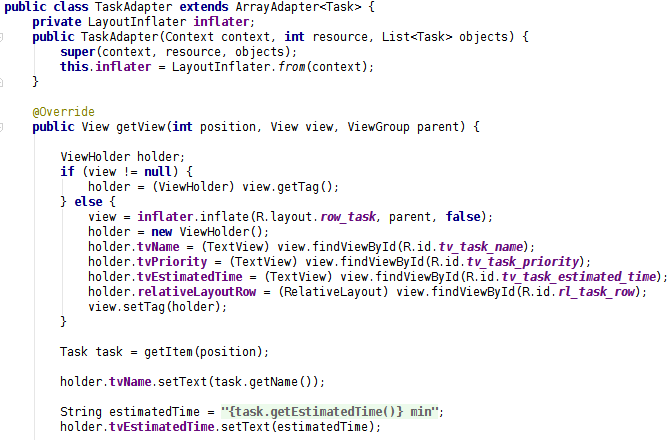 public class TaskAdapter extends ArrayAdapter<Task> {
    private LayoutInflater inflater;
    public TaskAdapter(Context context, int resource, List<Task> objects) {
        super(context, resource, objects);
        this.inflater = LayoutInflater.from(context);
    }
    @Override
    public View getView(int position, View view, ViewGroup parent) {
        ViewHolder holder;
        if (view != null) {
            holder = (ViewHolder) view.getTag();
        } else {
            view = inflater.inflate(R.layout.row_task, parent, false);
            holder = new ViewHolder();
            holder.tvName = (TextView) view.findViewById(R.id.tv_task_name);
            holder.tvPriority = (TextView) view.findViewById(R.id.tv_task_priority);
            holder.tvEstimatedTime = (TextView) view.findViewById(R.id.tv_task_estimated_time);
            holder.relativeLayoutRow = (RelativeLayout) view.findViewById(R.id.rl_task_row);
            view.setTag(holder);
        }
        Task task = getItem(position);
        holder.tvName.setText(task.getName());
        String estimatedTime = "{task.getEstimatedTime()} min";
        holder.tvEstimatedTime.setText(estimatedTime);